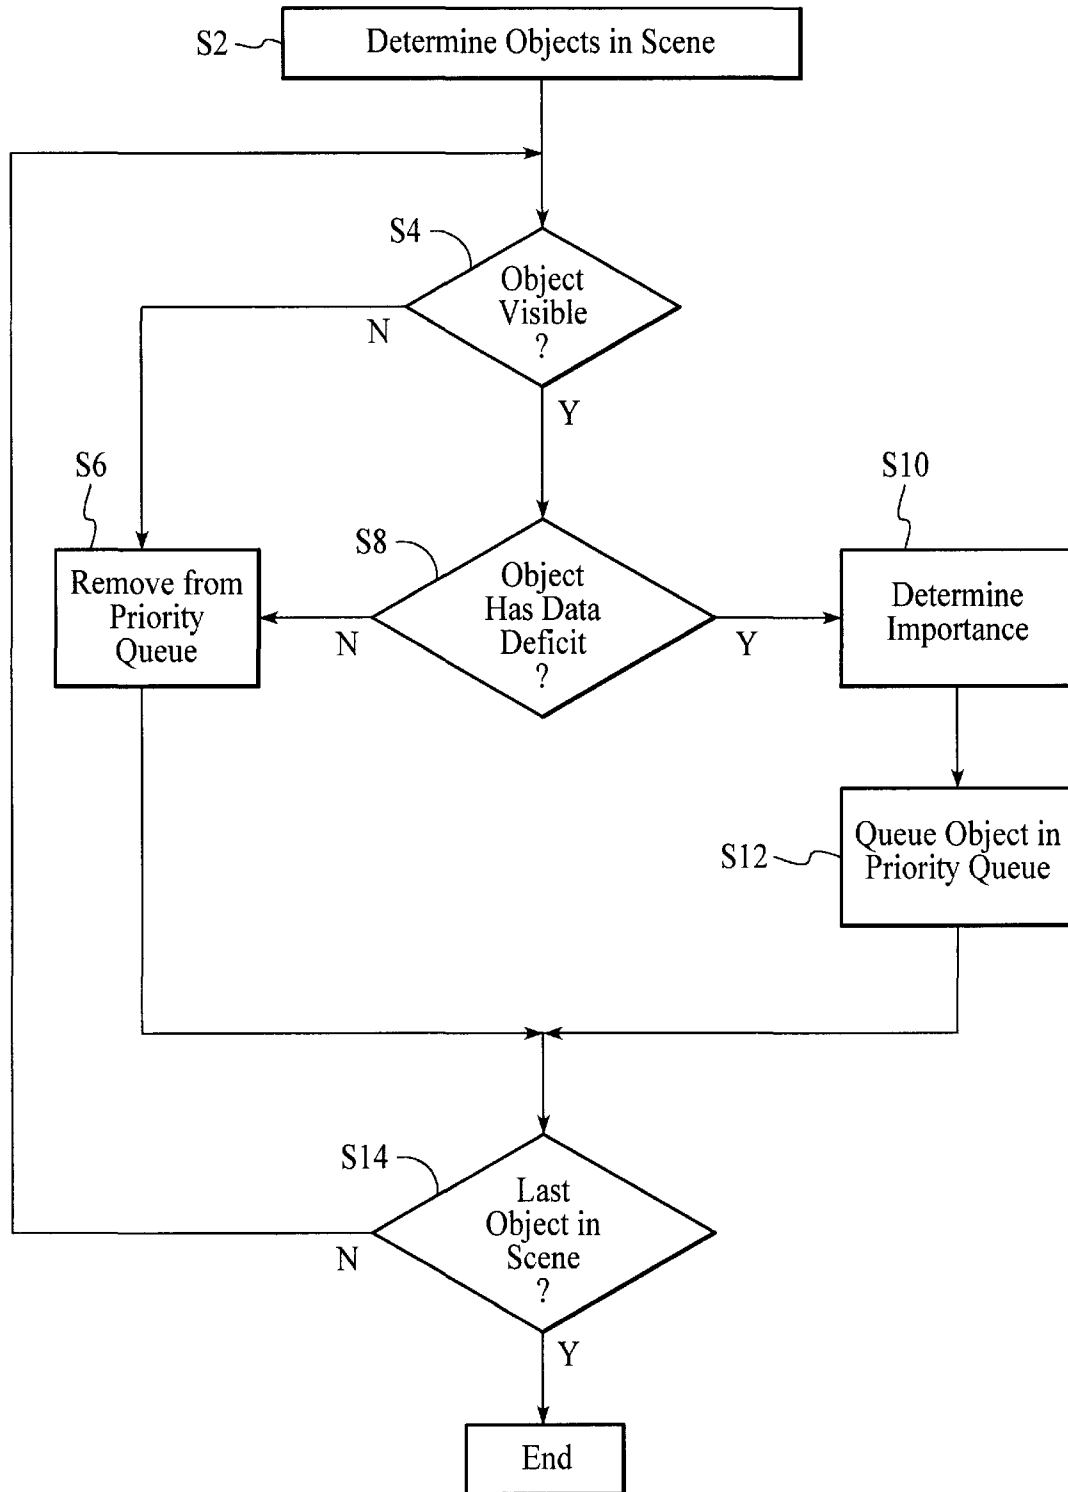 S2
Determine Objects in Scene
S4
Object
Visible
?
N
Y
S6
Remove from
Priority
Queue
S8
Object
Has Data
Deficit
?
N
Y
S10
Determine
Importance
S12
Queue Object in
Priority Queue
S14
Last
Object in
Scene
?
N
Y
End